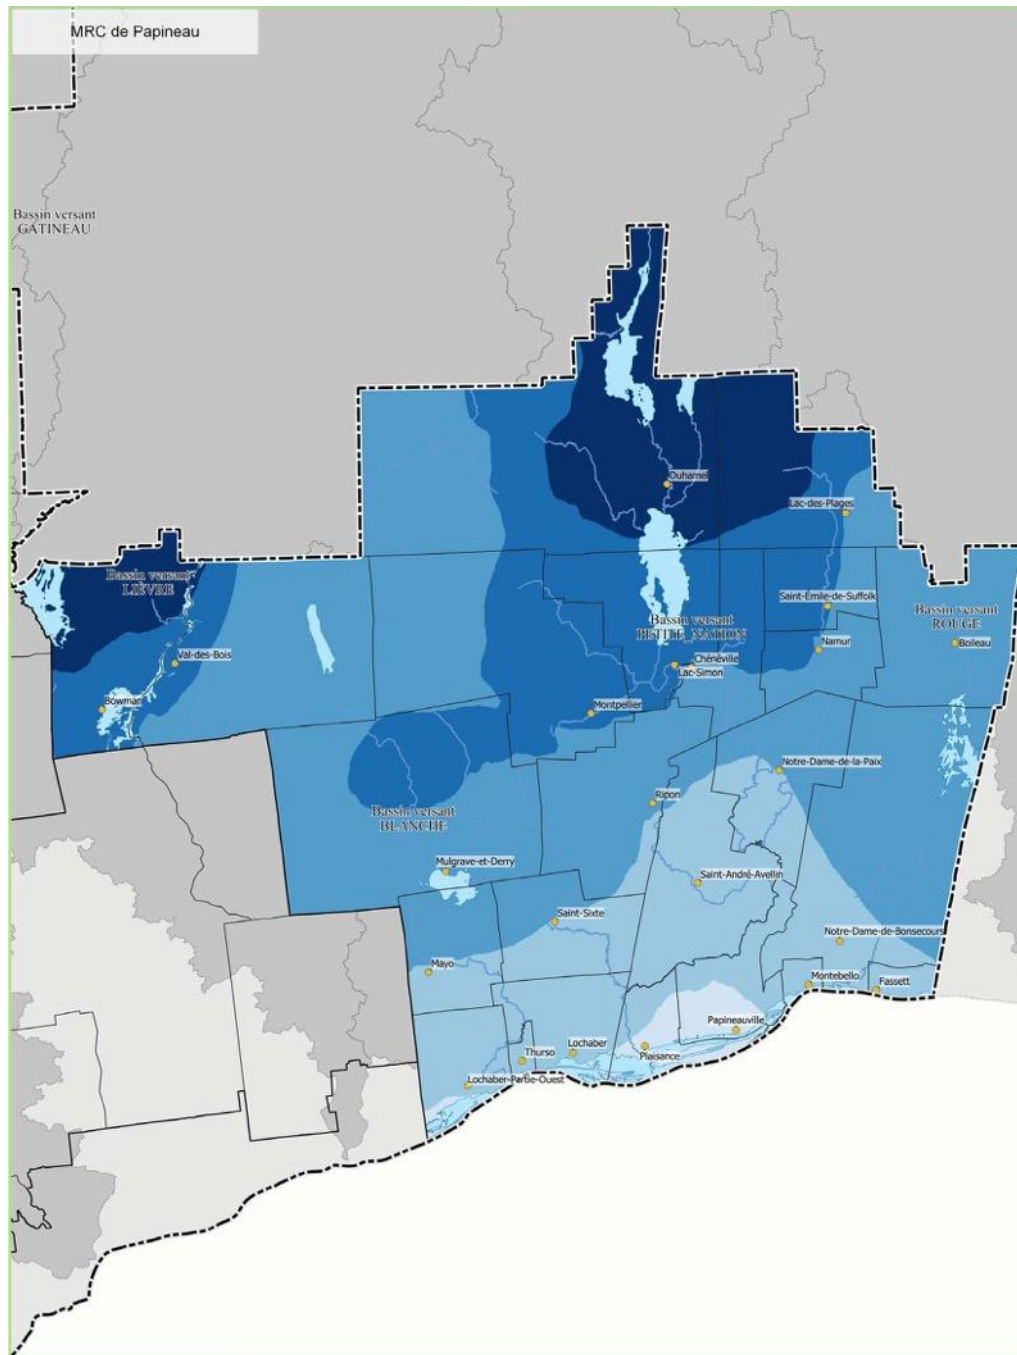 MRC de Papineau
Bassin versant
GATINEAU
Duhamel
Lac-des-Plages
Bassin versant
LIÈVRE
Saint-Émile-de-Suffolk
Bassin versant
ROUGE
Bassin versant
PETITE_NATION
Boileau
Namur
Val-des-Bois
Chénéville
Lac-Simon
Bowman
Montpellier
Notre-Dame-de-la-Paix
Ripon
Bassin versant
BLANCHE
Mulgrave-et-Derry
Saint-André-Avellin
Saint-Sixte
Notre-Dame-de-Bonsecours
Mayo
Montebello
Fassett
Papineauville
Plaisance
Lochaber
Thurso
Lochaber-Partie-Ouest